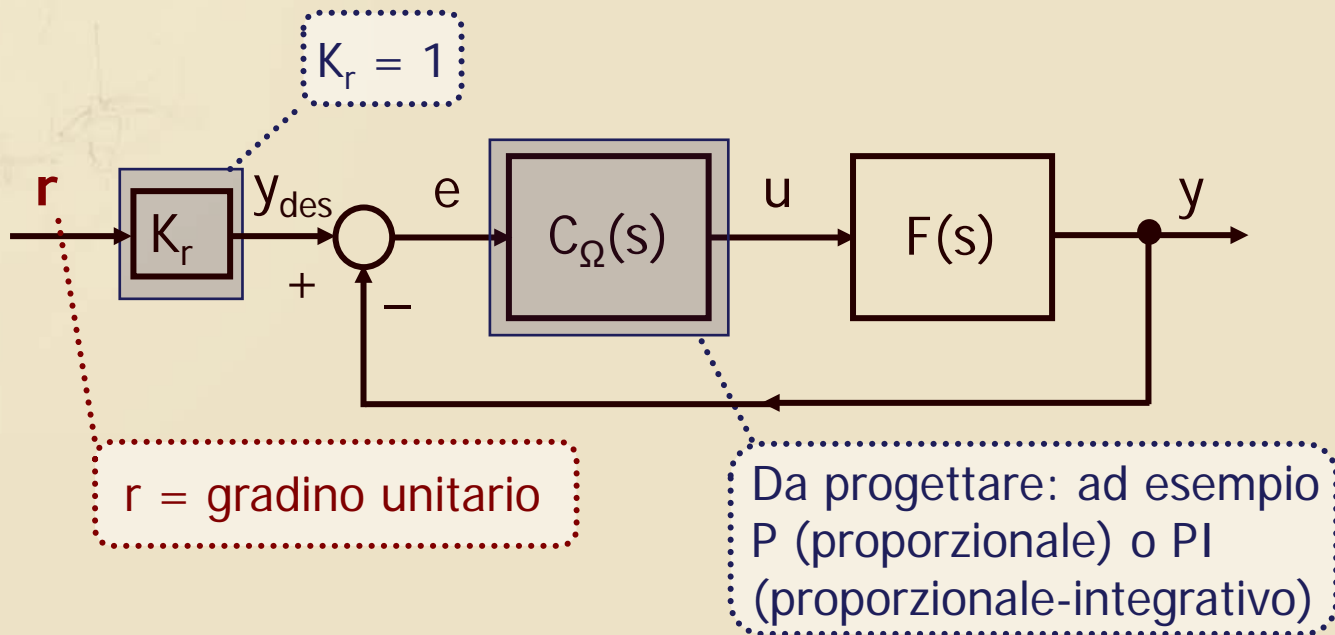 K_r = 1
r
K_r
y_des
+
−
e
C_Ω(s)
u
F(s)
y
r = gradino unitario
Da progettare: ad esempio
P (proporzionale) o PI
(proporzionale-integrativo)